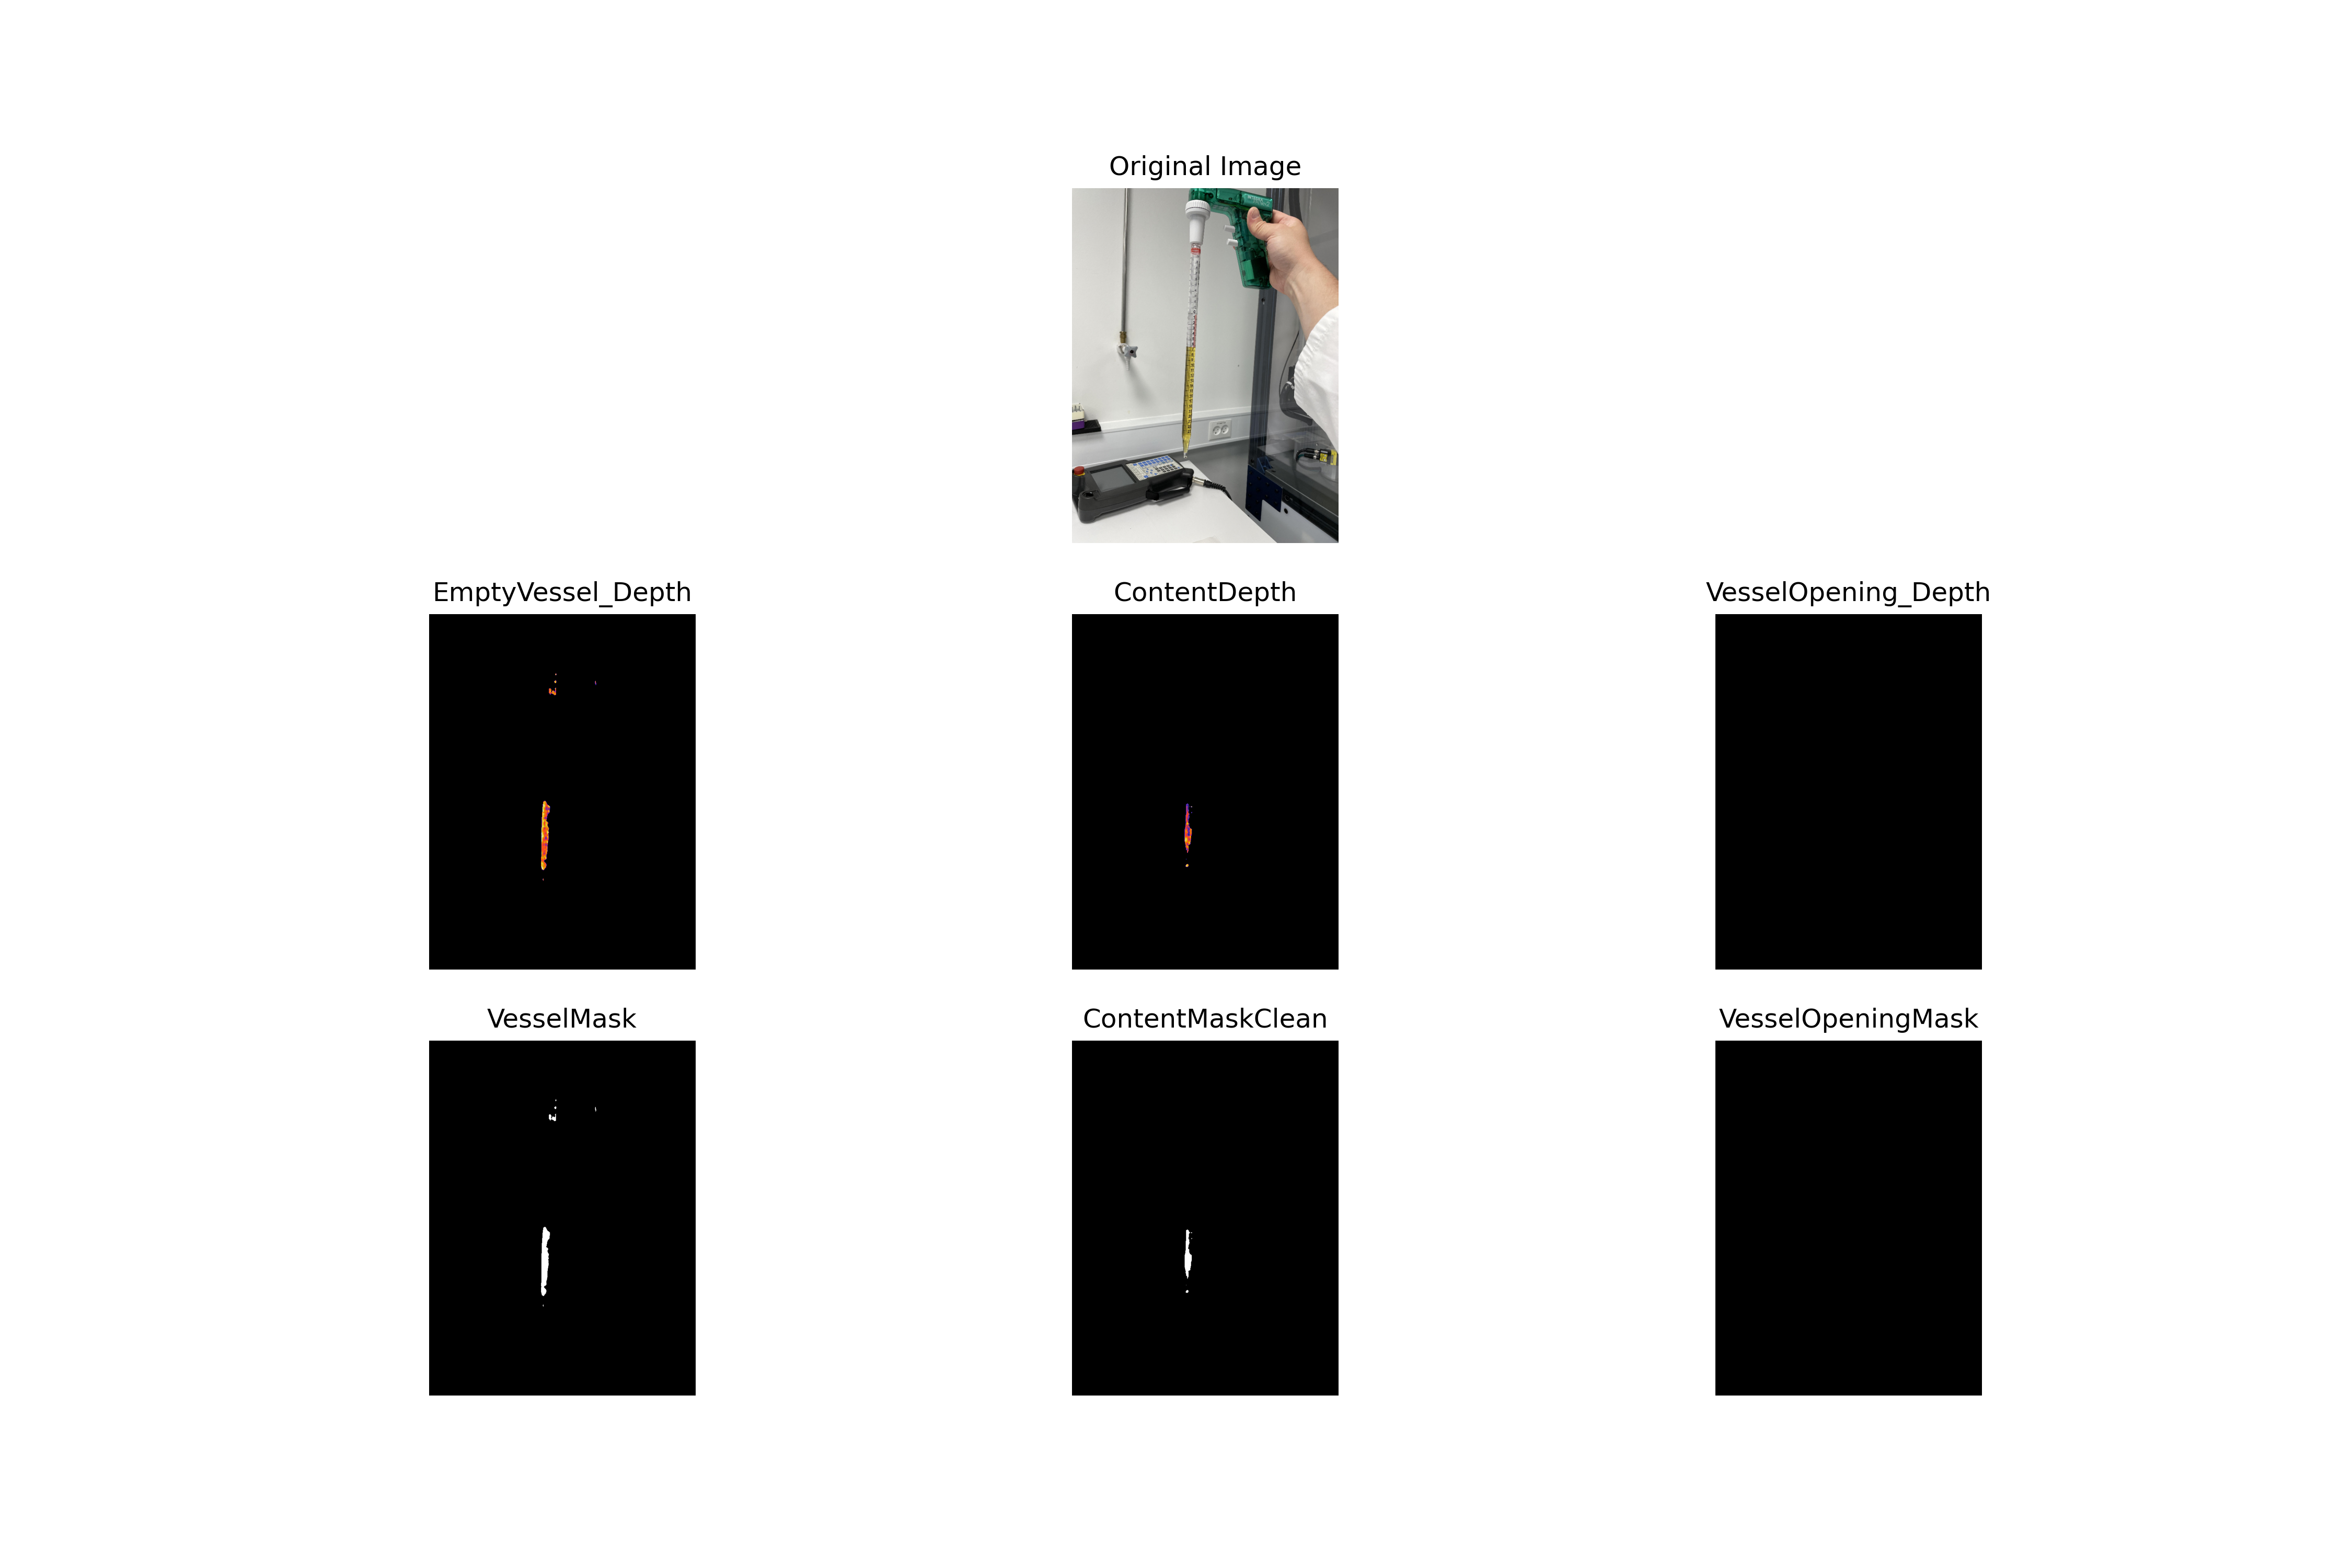 Original Image
EmptyVessel_Depth
ContentDepth
VesselOpening_Depth
VesselMask
ContentMaskClean
VesselOpeningMask